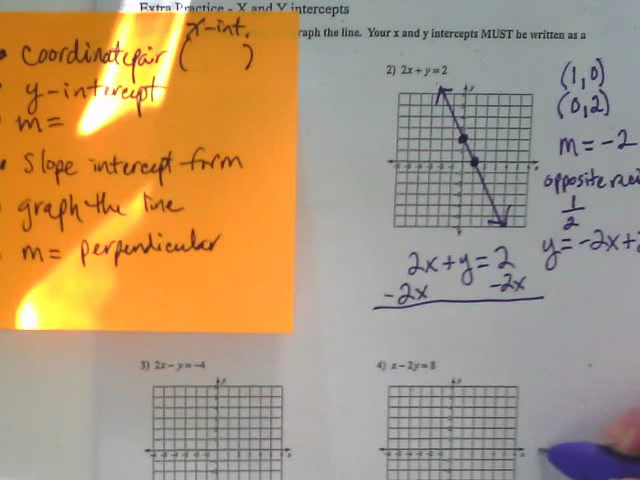 Extra Practice - X and Y intercepts
raph the line. Your x and y intercepts MUST be written as a
x-int.
coordinate pair ( )
y-intercept
m=
slope intercept form
graph the line
m= perpendicular
2) 2x + y = 2
(1,0)
(0,2)
m = -2
opposite
1/2
y = -2x+2
2x + y = 2
-2x -2x
3) 2x - y = -4
4) x - 2y = 8